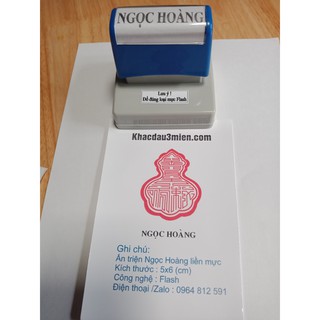 NGỌC HOÀNG
Lưu ý !
Đổ đúng loại mực Flash
Khacdau3mien.com
NGỌC HOÀNG
Ghi chú:
Ấn triện Ngọc Hoàng liền mực
Kích thước : 5x6 (cm)
Công nghệ : Flash
Điện thoại /Zalo : 0964 812 591